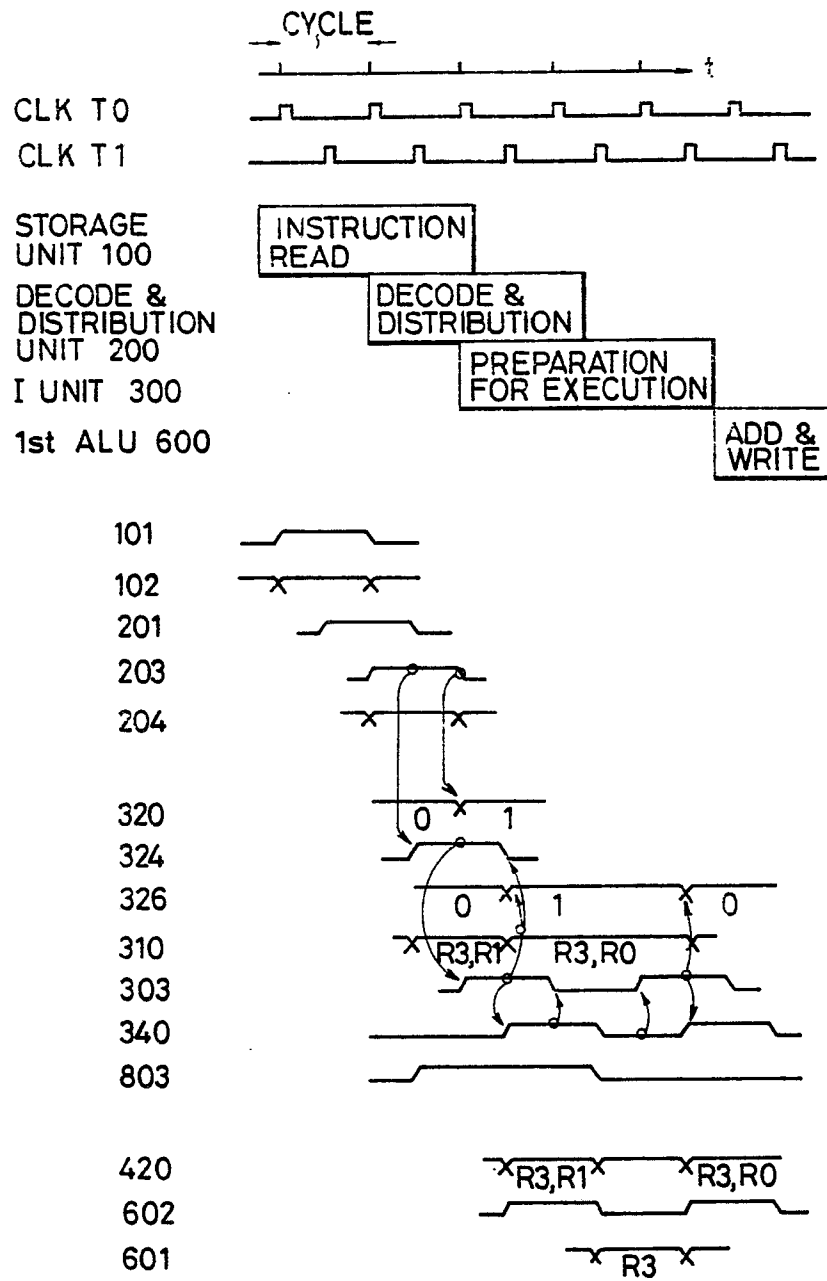 CYCLE
t
CLK T0
CLK T1
STORAGE
UNIT 100
INSTRUCTION
READ
DECODE &
DISTRIBUTION
UNIT 200
DECODE &
DISTRIBUTION
I UNIT 300
PREPARATION
FOR EXECUTION
1st ALU 600
ADD &
WRITE
101
102
201
203
204
320
0 1
324
326
0 1 0
310
R3,R1 R3,R0
303
340
803
420
R3,R1 R3,R0
602
601
R3